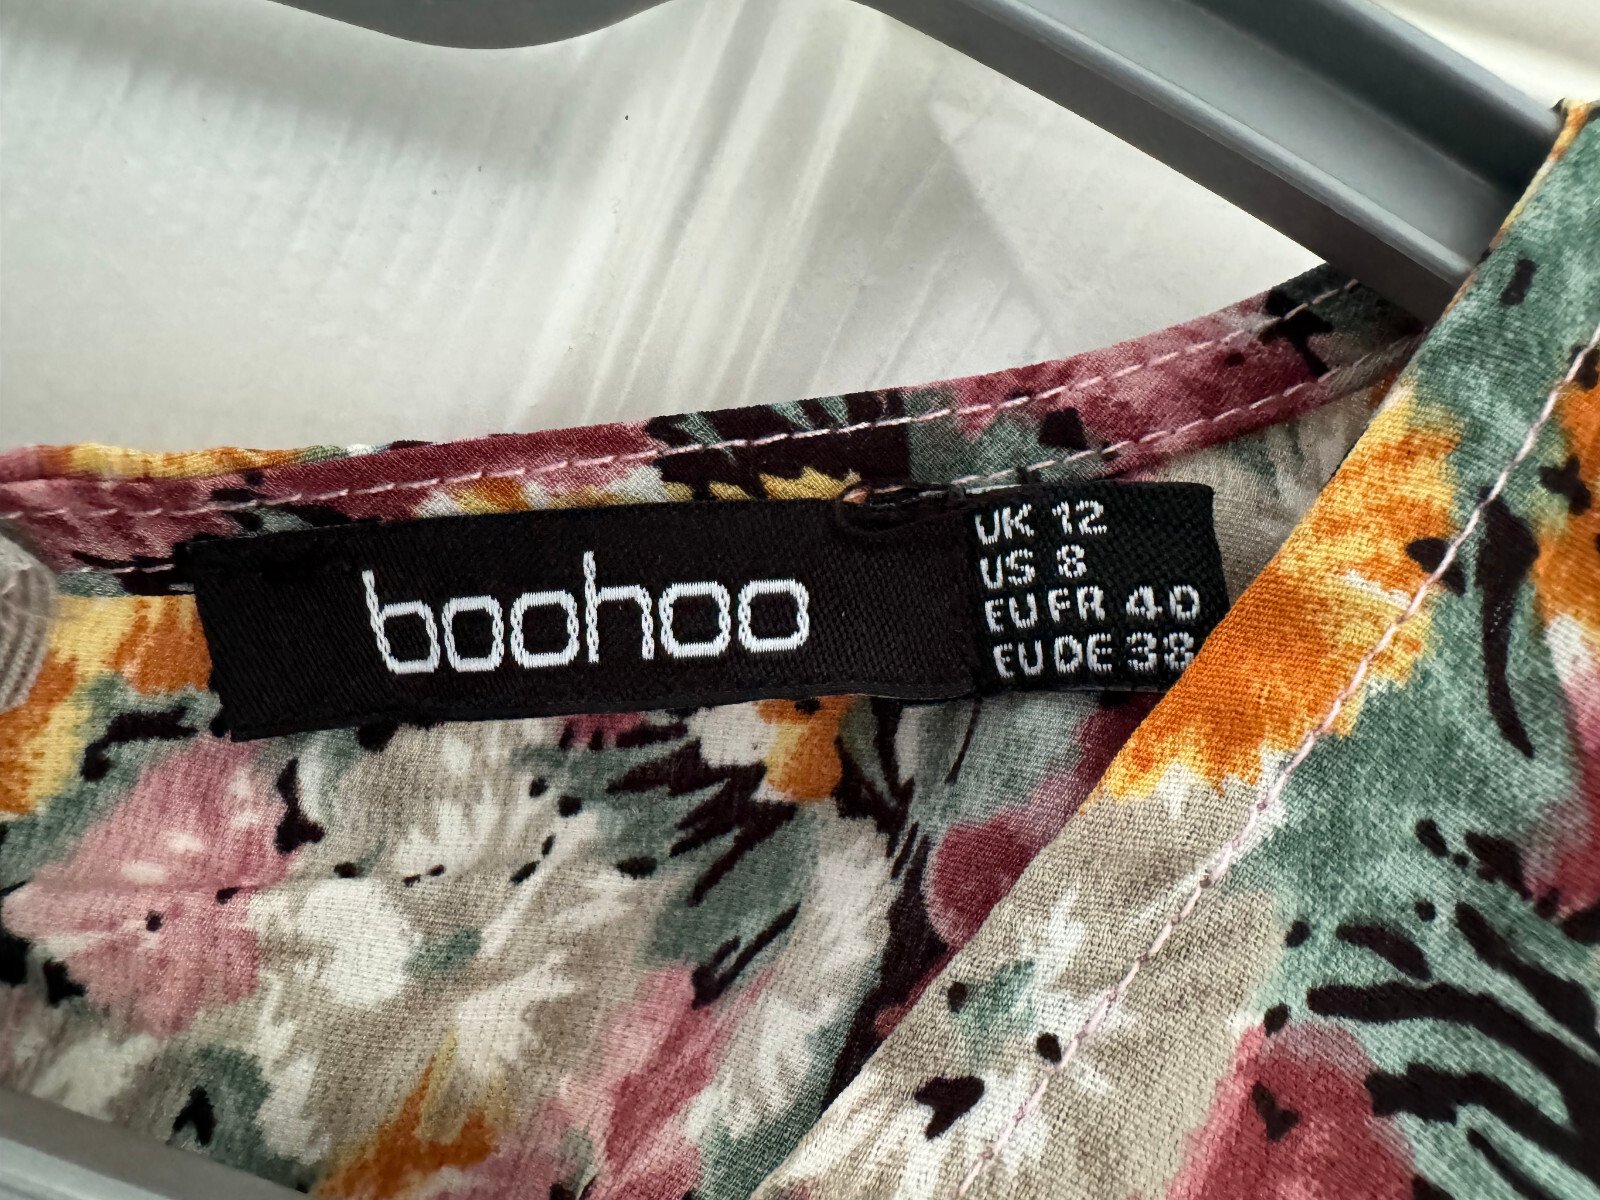 boohoo
UK 12
US 8
EU FR 40
EU DE 38